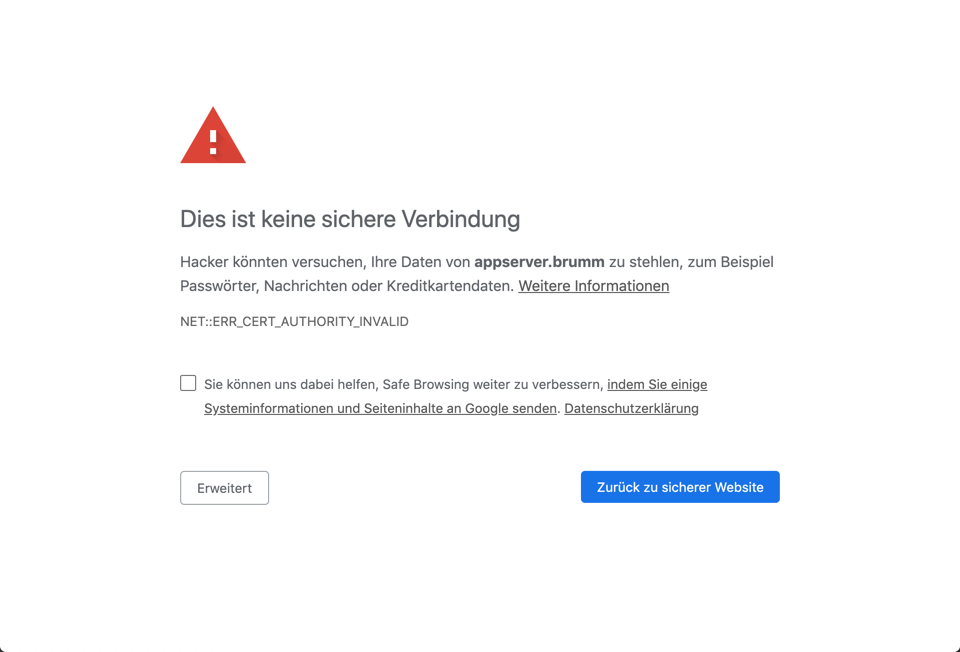 Dies ist keine sichere Verbindung
Hacker könnten versuchen, Ihre Daten von appserver.brumm zu stehlen, zum Beispiel
Passwörter, Nachrichten oder Kreditkartendaten. Weitere Informationen
NET::ERR_CERT_AUTHORITY_INVALID
Sie können uns dabei helfen, Safe Browsing weiter zu verbessern, indem Sie einige
Systeminformationen und Seiteninhalte an Google senden. Datenschutzerklärung
Erweitert
Zurück zu sicherer Website